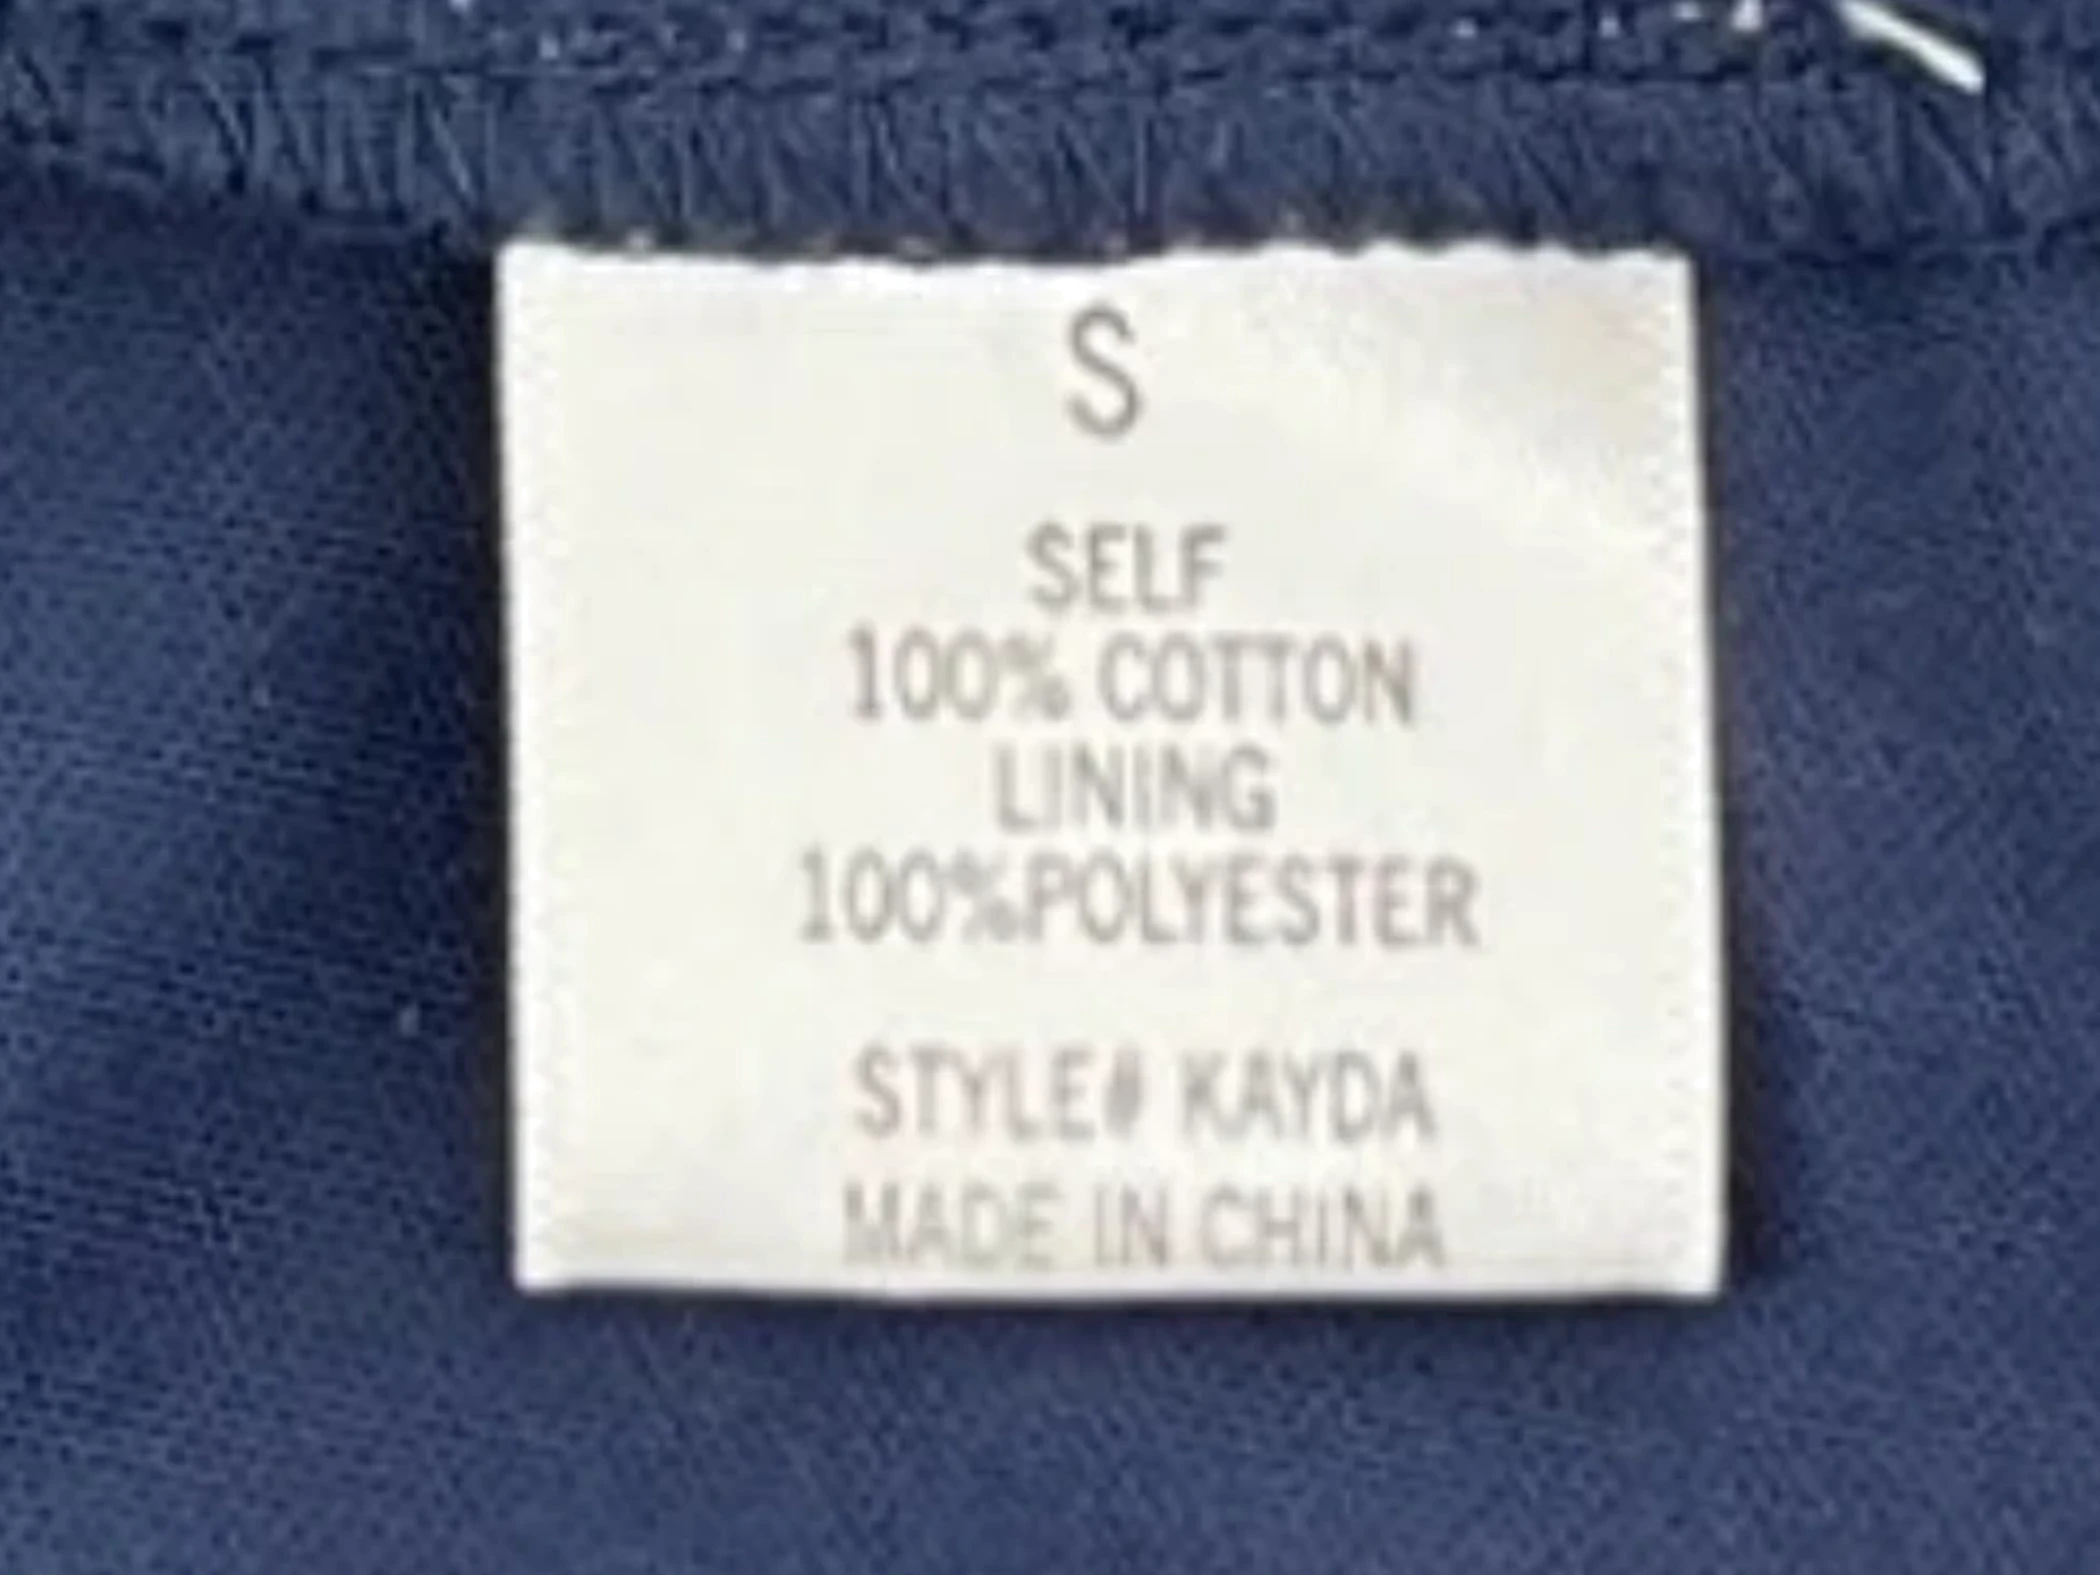 S
SELF
100% COTTON
LINING
100%POLYESTER
STYLE# KAYDA
MADE IN CHINA